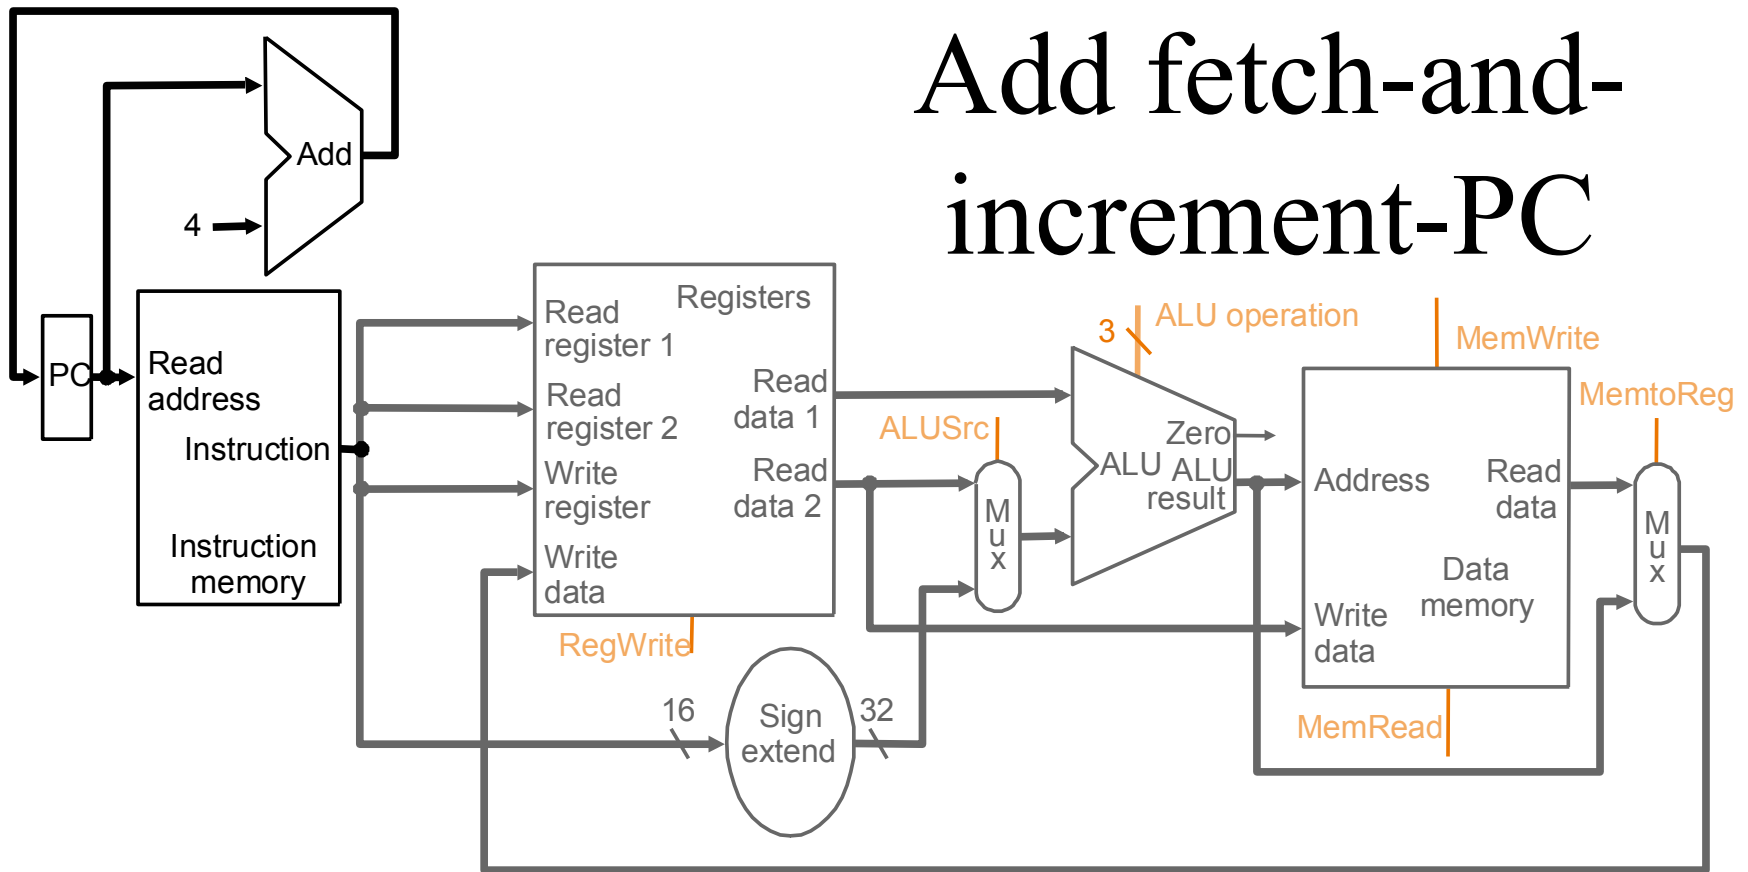 Add fetch-and-
increment-PC
Add
4
PC
Read
address
Instruction
Instruction
memory
Registers
Read
register 1
Read
register 2
Write
register
Write
data
Read
data 1
Read
data 2
RegWrite
16
Sign
extend
32
ALUSrc
M
u
x
3
ALU operation
Zero
ALU
ALU
result
MemWrite
Address
Read
data
Data
memory
Write
data
MemRead
MemtoReg
M
u
x